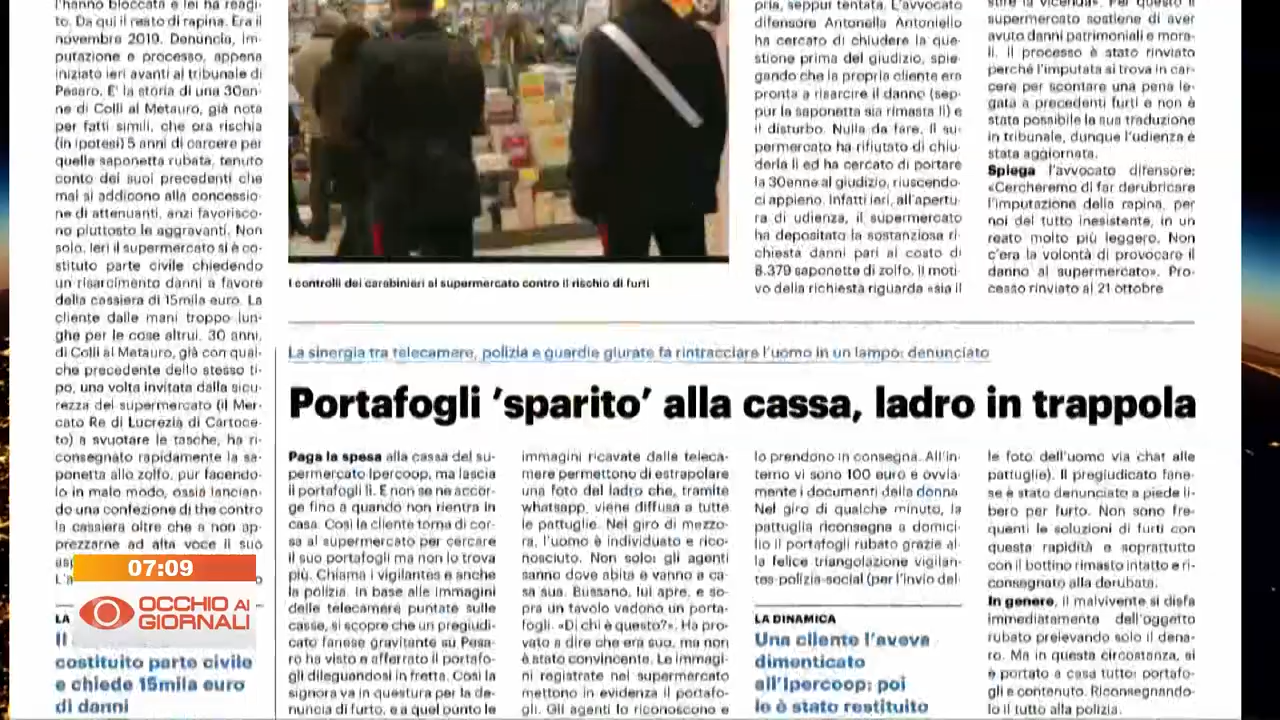 l'hanno bloccata e lei ha reagi-
to. Da qui il reato di rapina. Era il
novembre 2019. Denuncia, im-
putazione e processo, appena
iniziato ieri avanti al tribunale di
Pesaro. E' la storia di una 30en-
ne di Colli al Metauro, già nota
per fatti simili, che ora rischia
(in ipotesi) 5 anni di carcere per
quella saponetta rubata, tenuto
conto dei suoi precedenti che
mal si addicono alla concessio-
ne di attenuanti, anzi favorisco-
no piuttosto le aggravanti. Non
solo. Ieri il supermercato si è co-
stituito parte civile chiedendo
un risarcimento danni a favore
della cassiera di 15mila euro. La
cliente dalle mani troppo lun-
ghe per le cose altrui, 30 anni,
di Colli al Metauro, già con qual-
che precedente dello stesso ti-
po, una volta invitata dalla sicu-
rezza del supermercato (il Mer-
cato Re di Lucrezia di Cartoce-
to) a svuotare le tasche, ha ri-
consegnato rapidamente la sa-
ponetta allo zolfo, pur facendo-
lo in malo modo, ossia lancian-
do una confezione di the contro
la cassiera oltre che a non ap-
prezzarne ad alta voce il suo
07:09
OCCHIO AI
GIORNALI
LA
Il
costituito parte civile
e chiede 15mila euro
di danni
I controlli dei carabinieri al supermercato contro il rischio di furti
pria, seppur tentata. L'avvocato
difensore Antonella Antoniello
ha cercato di chiudere la que-
stione prima del giudizio, spie-
gando che la propria cliente era
pronta a risarcire il danno (sep-
pur la saponetta sia rimasta lì) e
il disturbo. Nulla da fare. Il su-
permercato ha rifiutato di chiu-
derla lì ed ha cercato di portare
la 30enne al giudizio, riuscendo-
ci appieno. Infatti ieri, all'apertu-
ra di udienza, il supermercato
ha depositato la sostanziosa ri-
chiesta danni pari al costo di
8.379 saponette di zolfo. Il moti-
vo della richiesta riguarda «sia il
sure la vicenda». Per questo il
supermercato sostiene di aver
avuto danni patrimoniali e mora-
li. Il processo è stato rinviato
perché l'imputata si trova in car-
cere per scontare una pena le-
gata a precedenti furti e non è
stata possibile la sua traduzione
in tribunale, dunque l'udienza è
stata aggiornata.
Spiega l'avvocato difensore:
«Cercheremo di far derubricare
l'imputazione della rapina, per
noi del tutto inesistente, in un
reato molto più leggero. Non
c'era la volontà di provocare il
danno al supermercato». Pro-
cesso rinviato al 21 ottobre
La sinergia tra telecamere, polizia e guardie giurate fa rintracciare l'uomo in un lampo: denunciato
Portafogli 'sparito' alla cassa, ladro in trappola
Paga la spesa alla cassa del su-
permercato Ipercoop, ma lascia
il portafogli lì. E non se ne accor-
ge fino a quando non rientra in
casa. Così la cliente torna di cor-
sa al supermercato per cercare
il suo portafogli ma non lo trova
più. Chiama i vigilantes e anche
la polizia. In base alle immagini
delle telecamere puntate sulle
casse, si scopre che un pregiudi-
cato fanese gravitante su Pesa-
ro ha visto e afferrato il portafo-
gli dileguandosi in fretta. Così la
signora va in questura per la de-
nuncia di furto, e a quel punto le
immagini ricavate dalle teleca-
mere permettono di estrapolare
una foto del ladro che, tramite
whatsapp, viene diffusa a tutte
le pattuglie. Nel giro di mezzo-
ra, l'uomo è individuato e rico-
nosciuto. Non solo: gli agenti
sanno dove abita e vanno a ca-
sa sua. Bussano, lui apre, e so-
pra un tavolo vedono un porta-
fogli. «Di chi è questo?». Ha pro-
vato a dire che era suo, ma non
è stato convincente. Le immagi-
ni registrate nel supermercato
mettono in evidenza il portafo-
gli. Gli agenti lo riconoscono e
lo prendono in consegna. All'in-
terno vi sono 100 euro e ovvia-
mente i documenti della donna.
Nel giro di qualche minuto, la
pattuglia riconsegna a domici-
lio il portafogli rubato grazie al-
la felice triangolazione vigilan-
tes polizia-social (per l'invio del-
LA DINAMICA
Una cliente l'aveva
dimenticato
all'Ipercoop: poi
le è stato restituito
le foto dell'uomo via chat alle
pattuglie). Il pregiudicato fane-
se è stato denunciato a piede li-
bero per furto. Non sono fre-
quenti le soluzioni di furti con
questa rapidità e soprattutto
con il bottino rimasto intatto e ri-
consegnato alla derubata.
In genere, il malvivente si disfa
immediatamente dell'oggetto
rubato prelevando solo il dena-
ro. Ma in questa circostanza, si
è portato a casa tutto: portafo-
gli e contenuto. Riconsegnando-
lo il tutto alla polizia.